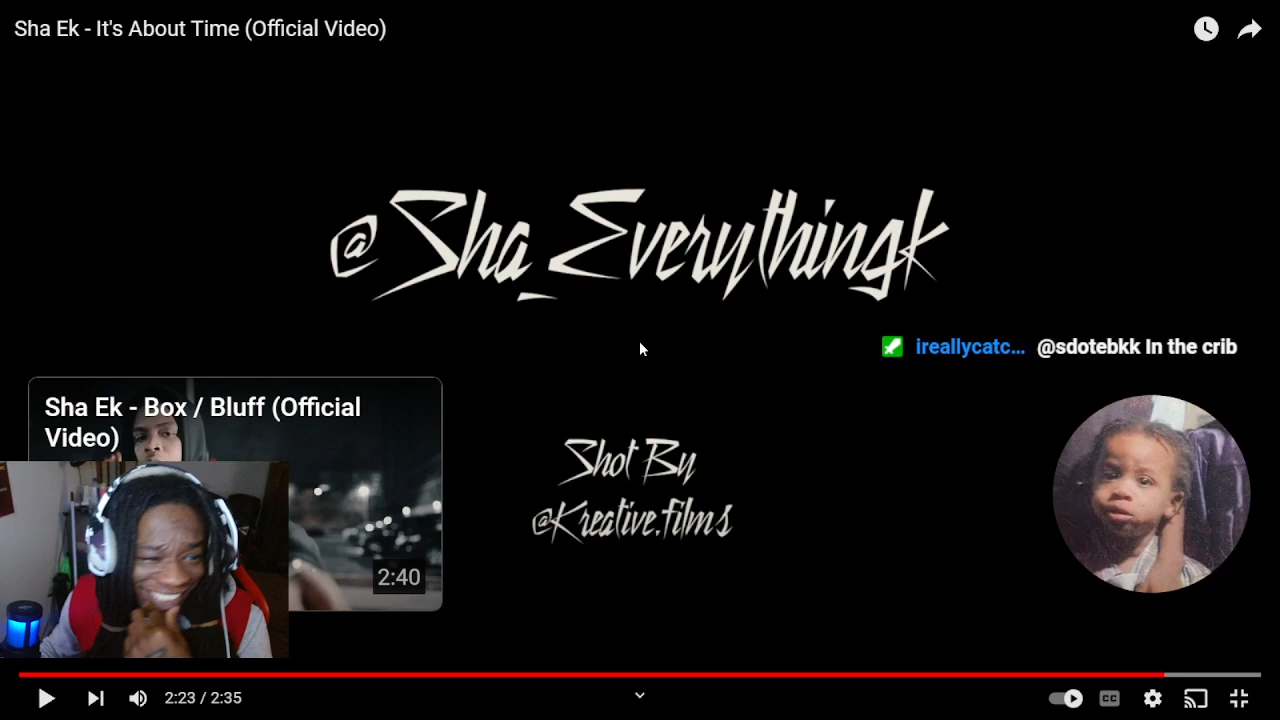 Sha Ek - It's About Time (Official Video)
@Sha_Everythingk
ireallycatc... @sdotebkk In the crib
Sha Ek - Box / Bluff (Official
Video)
Shot By
@Kreative.films
2:40
2:23 / 2:35
CC